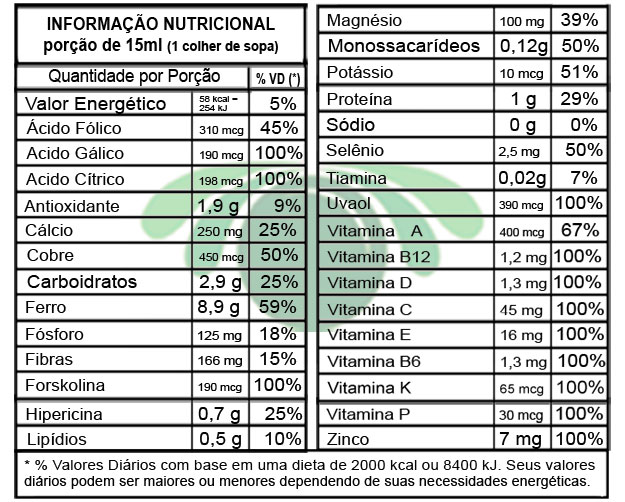 INFORMAÇÃO NUTRICIONAL
porção de 15ml (1 colher de sopa)
Quantidade por Porção % VD (*)
Valor Energético 58 kcal = 254 kJ 5%
Ácido Fólico 310 mcg 45%
Acido Gálico 190 mcg 100%
Acido Cítrico 198 mcg 100%
Antioxidante 1,9 g 9%
Cálcio 250 mg 25%
Cobre 450 mcg 50%
Carboidratos 2,9 g 25%
Ferro 8,9 g 59%
Fósforo 125 mg 18%
Fibras 166 mg 15%
Forskolina 190 mcg 100%
Hipericina 0,7 g 25%
Lipídios 0,5 g 10%
Magnésio 100 mg 39%
Monossacarídeos 0,12g 50%
Potássio 10 mcg 51%
Proteína 1 g 29%
Sódio 0 g 0%
Selênio 2,5 mg 50%
Tiamina 0,02g 7%
Uvaol 390 mcg 100%
Vitamina A 400 mcg 67%
Vitamina B12 1,2 mg 100%
Vitamina D 1,3 mg 100%
Vitamina C 45 mg 100%
Vitamina E 16 mg 100%
Vitamina B6 1,3 mg 100%
Vitamina K 65 mcg 100%
Vitamina P 30 mcg 100%
Zinco 7 mg 100%
* % Valores Diários com base em uma dieta de 2000 kcal ou 8400 kJ. Seus valores
diários podem ser maiores ou menores dependendo de suas necessidades energéticas.